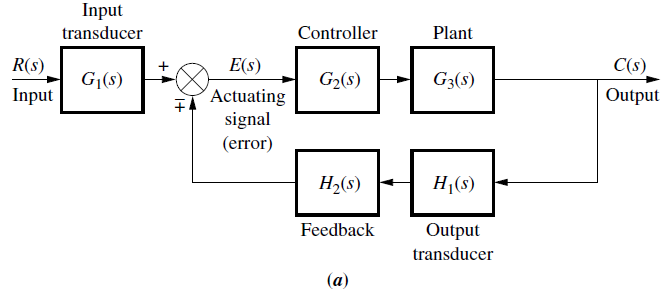 Input
transducer
Controller
Plant
R(s)
Input
G₁(s)
+
E(s)
Actuating
signal
(error)
∓
G₂(s)
G₃(s)
C(s)
Output
H₂(s)
H₁(s)
Feedback
Output
transducer
(a)